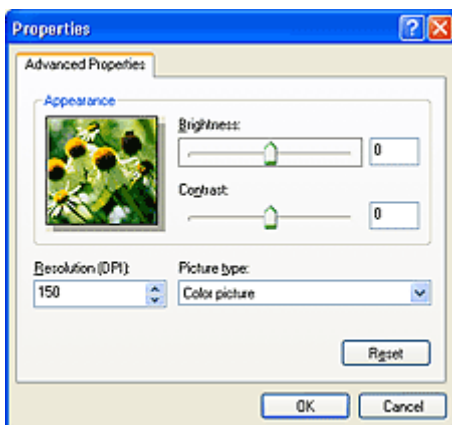 Properties
Advanced Properties
Appearance
Brightness:
0
Contrast:
0
Resolution (DPI):
150
Picture type:
Color picture
Reset
OK
Cancel